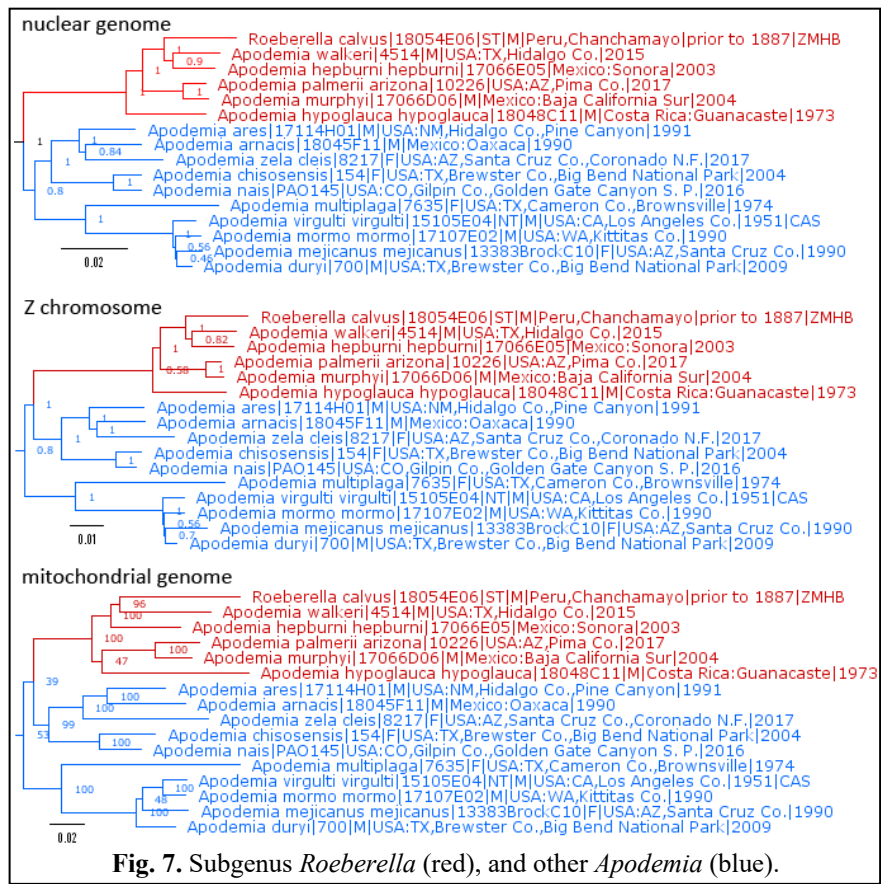 nuclear genome
Roeberella calvus|18054E06|ST|M|Peru,Chanchamayo|prior to 1887|ZMHB
1
0.9
Apodemia walkeri|4514|M|USA:TX,Hidalgo Co.|2015
1
Apodemia hepburni hepburni|17066E05|Mexico:Sonora|2003
1
Apodemia palmerii arizona|10226|USA:AZ,Pima Co.|2017
1
Apodemia murphyi|17066D06|M|Mexico:Baja California Sur|2004
Apodemia hypoglauca hypoglauca|18048C11|M|Costa Rica:Guanacaste|1973
1
Apodemia ares|17114H01|M|USA:NM,Hidalgo Co.,Pine Canyon|1991
1
0.84
Apodemia arnacis|18045F11|M|Mexico:Oaxaca|1990
1
Apodemia zela cleis|8217|F|USA:AZ,Santa Cruz Co.,Coronado N.F.|2017
Apodemia chisosensis|154|F|USA:TX,Brewster Co.,Big Bend National Park|2004
0.8
1
Apodemia nais|PAO145|USA:CO,Gilpin Co.,Golden Gate Canyon S. P.|2016
Apodemia multiplaga|7635|F|USA:TX,Cameron Co.,Brownsville|1974
1
Apodemia virgulti virgulti|15105E04|NT|M|USA:CA,Los Angeles Co.|1951|CAS
Apodemia mormo mormo|17107E02|M|USA:WA,Kittitas Co.|1990
0.56
Apodemia mejicanus mejicanus|13383BrockC10|F|USA:AZ,Santa Cruz Co.|1990
0.46
Apodemia duryi|700|M|USA:TX,Brewster Co.,Big Bend National Park|2009
0.02
Z chromosome
Roeberella calvus|18054E06|ST|M|Peru,Chanchamayo|prior to 1887|ZMHB
1
0.82
Apodemia walkeri|4514|M|USA:TX,Hidalgo Co.|2015
1
Apodemia hepburni hepburni|17066E05|Mexico:Sonora|2003
0.58
Apodemia palmerii arizona|10226|USA:AZ,Pima Co.|2017
1
Apodemia murphyi|17066D06|M|Mexico:Baja California Sur|2004
Apodemia hypoglauca hypoglauca|18048C11|M|Costa Rica:Guanacaste|1973
1
Apodemia ares|17114H01|M|USA:NM,Hidalgo Co.,Pine Canyon|1991
1
1
Apodemia arnacis|18045F11|M|Mexico:Oaxaca|1990
Apodemia zela cleis|8217|F|USA:AZ,Santa Cruz Co.,Coronado N.F.|2017
0.8
1
Apodemia chisosensis|154|F|USA:TX,Brewster Co.,Big Bend National Park|2004
1
Apodemia nais|PAO145|USA:CO,Gilpin Co.,Golden Gate Canyon S. P.|2016
Apodemia multiplaga|7635|F|USA:TX,Cameron Co.,Brownsville|1974
1
Apodemia virgulti virgulti|15105E04|NT|M|USA:CA,Los Angeles Co.|1951|CAS
Apodemia mormo mormo|17107E02|M|USA:WA,Kittitas Co.|1990
0.56
Apodemia mejicanus mejicanus|13383BrockC10|F|USA:AZ,Santa Cruz Co.|1990
0.7
Apodemia duryi|700|M|USA:TX,Brewster Co.,Big Bend National Park|2009
0.01
mitochondrial genome
Roeberella calvus|18054E06|ST|M|Peru,Chanchamayo|prior to 1887|ZMHB
96
100
Apodemia walkeri|4514|M|USA:TX,Hidalgo Co.|2015
Apodemia hepburni hepburni|17066E05|Mexico:Sonora|2003
100
Apodemia palmerii arizona|10226|USA:AZ,Pima Co.|2017
100
47
Apodemia murphyi|17066D06|M|Mexico:Baja California Sur|2004
Apodemia hypoglauca hypoglauca|18048C11|M|Costa Rica:Guanacaste|1973
39
Apodemia ares|17114H01|M|USA:NM,Hidalgo Co.,Pine Canyon|1991
100
100
Apodemia arnacis|18045F11|M|Mexico:Oaxaca|1990
99
Apodemia zela cleis|8217|F|USA:AZ,Santa Cruz Co.,Coronado N.F.|2017
53
Apodemia chisosensis|154|F|USA:TX,Brewster Co.,Big Bend National Park|2004
100
Apodemia nais|PAO145|USA:CO,Gilpin Co.,Golden Gate Canyon S. P.|2016
Apodemia multiplaga|7635|F|USA:TX,Cameron Co.,Brownsville|1974
100
Apodemia virgulti virgulti|15105E04|NT|M|USA:CA,Los Angeles Co.|1951|CAS
100
48
Apodemia mormo mormo|17107E02|M|USA:WA,Kittitas Co.|1990
100
Apodemia mejicanus mejicanus|13383BrockC10|F|USA:AZ,Santa Cruz Co.|1990
Apodemia duryi|700|M|USA:TX,Brewster Co.,Big Bend National Park|2009
0.02
Fig. 7. Subgenus Roeberella (red), and other Apodemia (blue).